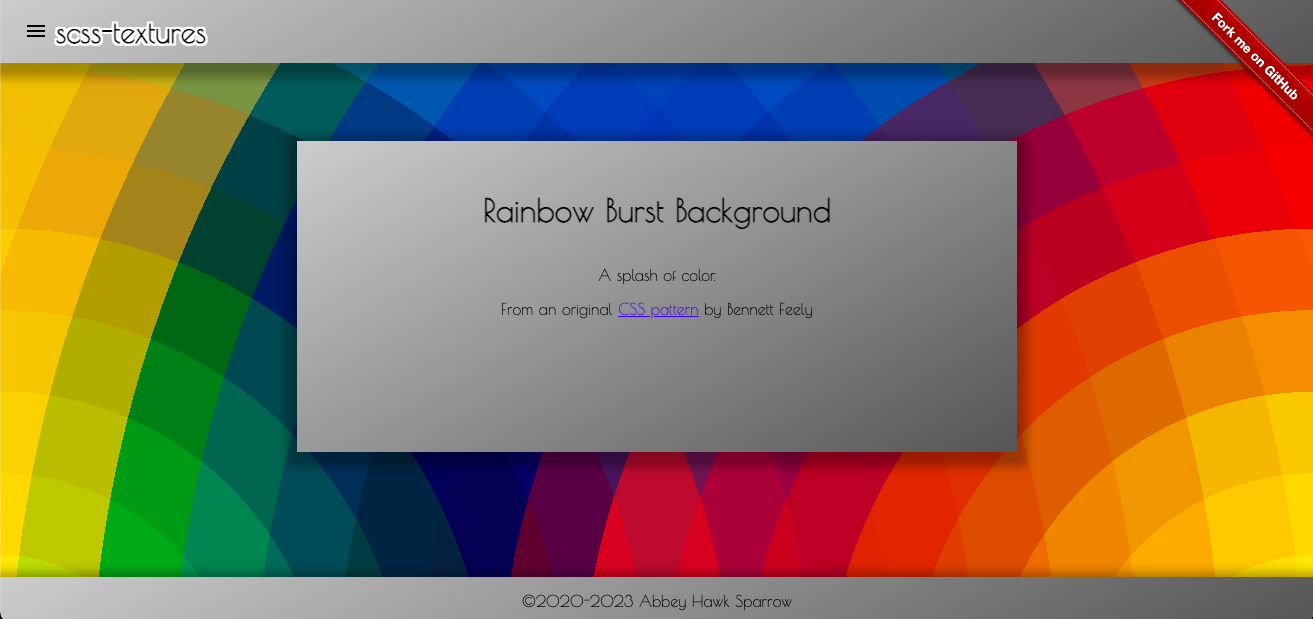 scss-textures
Fork me on GitHub
Rainbow Burst Background
A splash of color.
From an original CSS pattern by Bennett Feely
©2020-2023 Abbey Hawk Sparrow